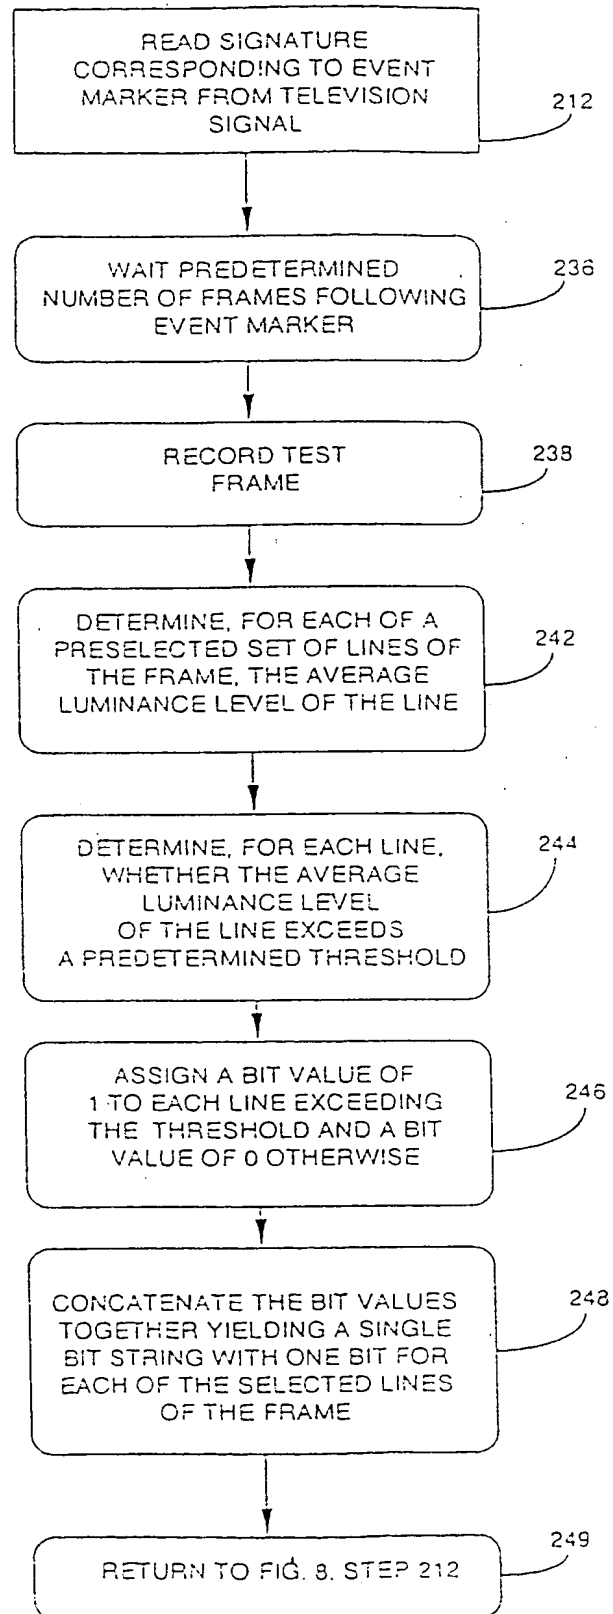 READ SIGNATURE
CORRESPONDING TO EVENT
MARKER FROM TELEVISION
SIGNAL
212
WAIT PREDETERMINED
NUMBER OF FRAMES FOLLOWING
EVENT MARKER
236
RECORD TEST
FRAME
238
DETERMINE, FOR EACH OF A
PRESELECTED SET OF LINES OF
THE FRAME, THE AVERAGE
LUMINANCE LEVEL OF THE LINE
242
DETERMINE, FOR EACH LINE,
WHETHER THE AVERAGE
LUMINANCE LEVEL
OF THE LINE EXCEEDS
A PREDETERMINED THRESHOLD
244
ASSIGN A BIT VALUE OF
1 TO EACH LINE EXCEEDING
THE THRESHOLD AND A BIT
VALUE OF 0 OTHERWISE
246
CONCATENATE THE BIT VALUES
TOGETHER YIELDING A SINGLE
BIT STRING WITH ONE BIT FOR
EACH OF THE SELECTED LINES
OF THE FRAME
248
RETURN TO FIG. 8, STEP 212
249